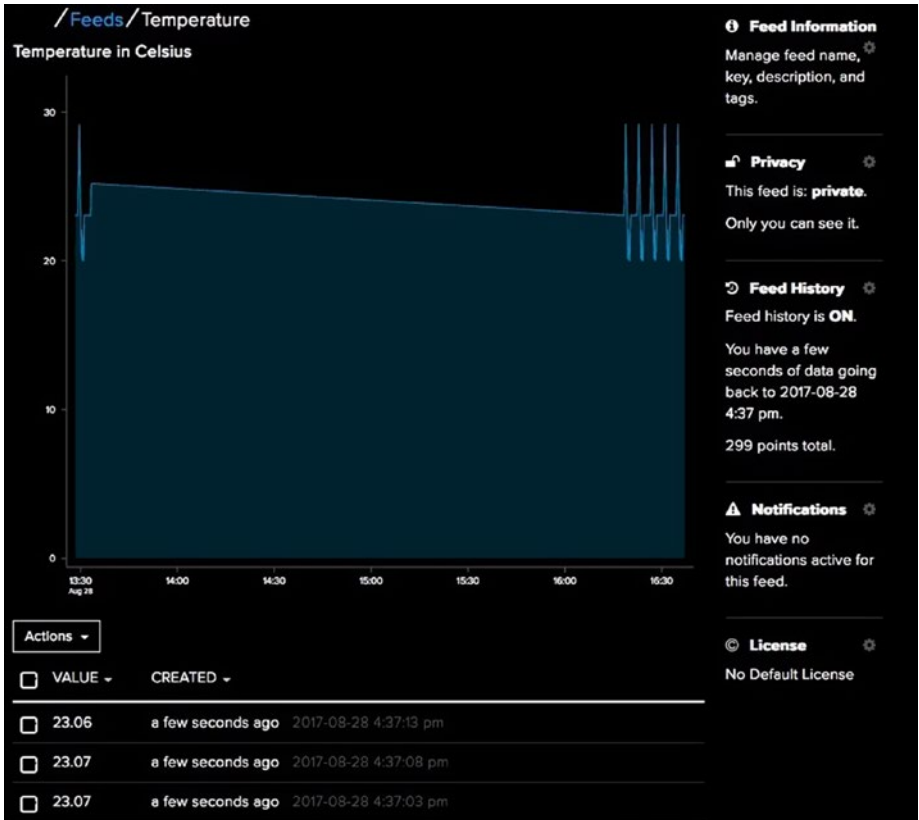 /Feeds/Temperature
Temperature in Celsius
30
20
10
0
13:30
Aug 28
14:00
14:30
15:00
15:30
16:00
16:30
Actions
VALUE
CREATED
23.06 a few seconds ago 2017-08-28 4:37:13 pm
23.07 a few seconds ago 2017-08-28 4:37:08 pm
23.07 a few seconds ago 2017-08-28 4:37:03 pm
Feed Information
Manage feed name,
key, description, and
tags.
Privacy
This feed is: private.
Only you can see it.
Feed History
Feed history is ON.
You have a few
seconds of data going
back to 2017-08-28
4:37 pm.
299 points total.
Notifications
You have no
notifications active for
this feed.
License
No Default License